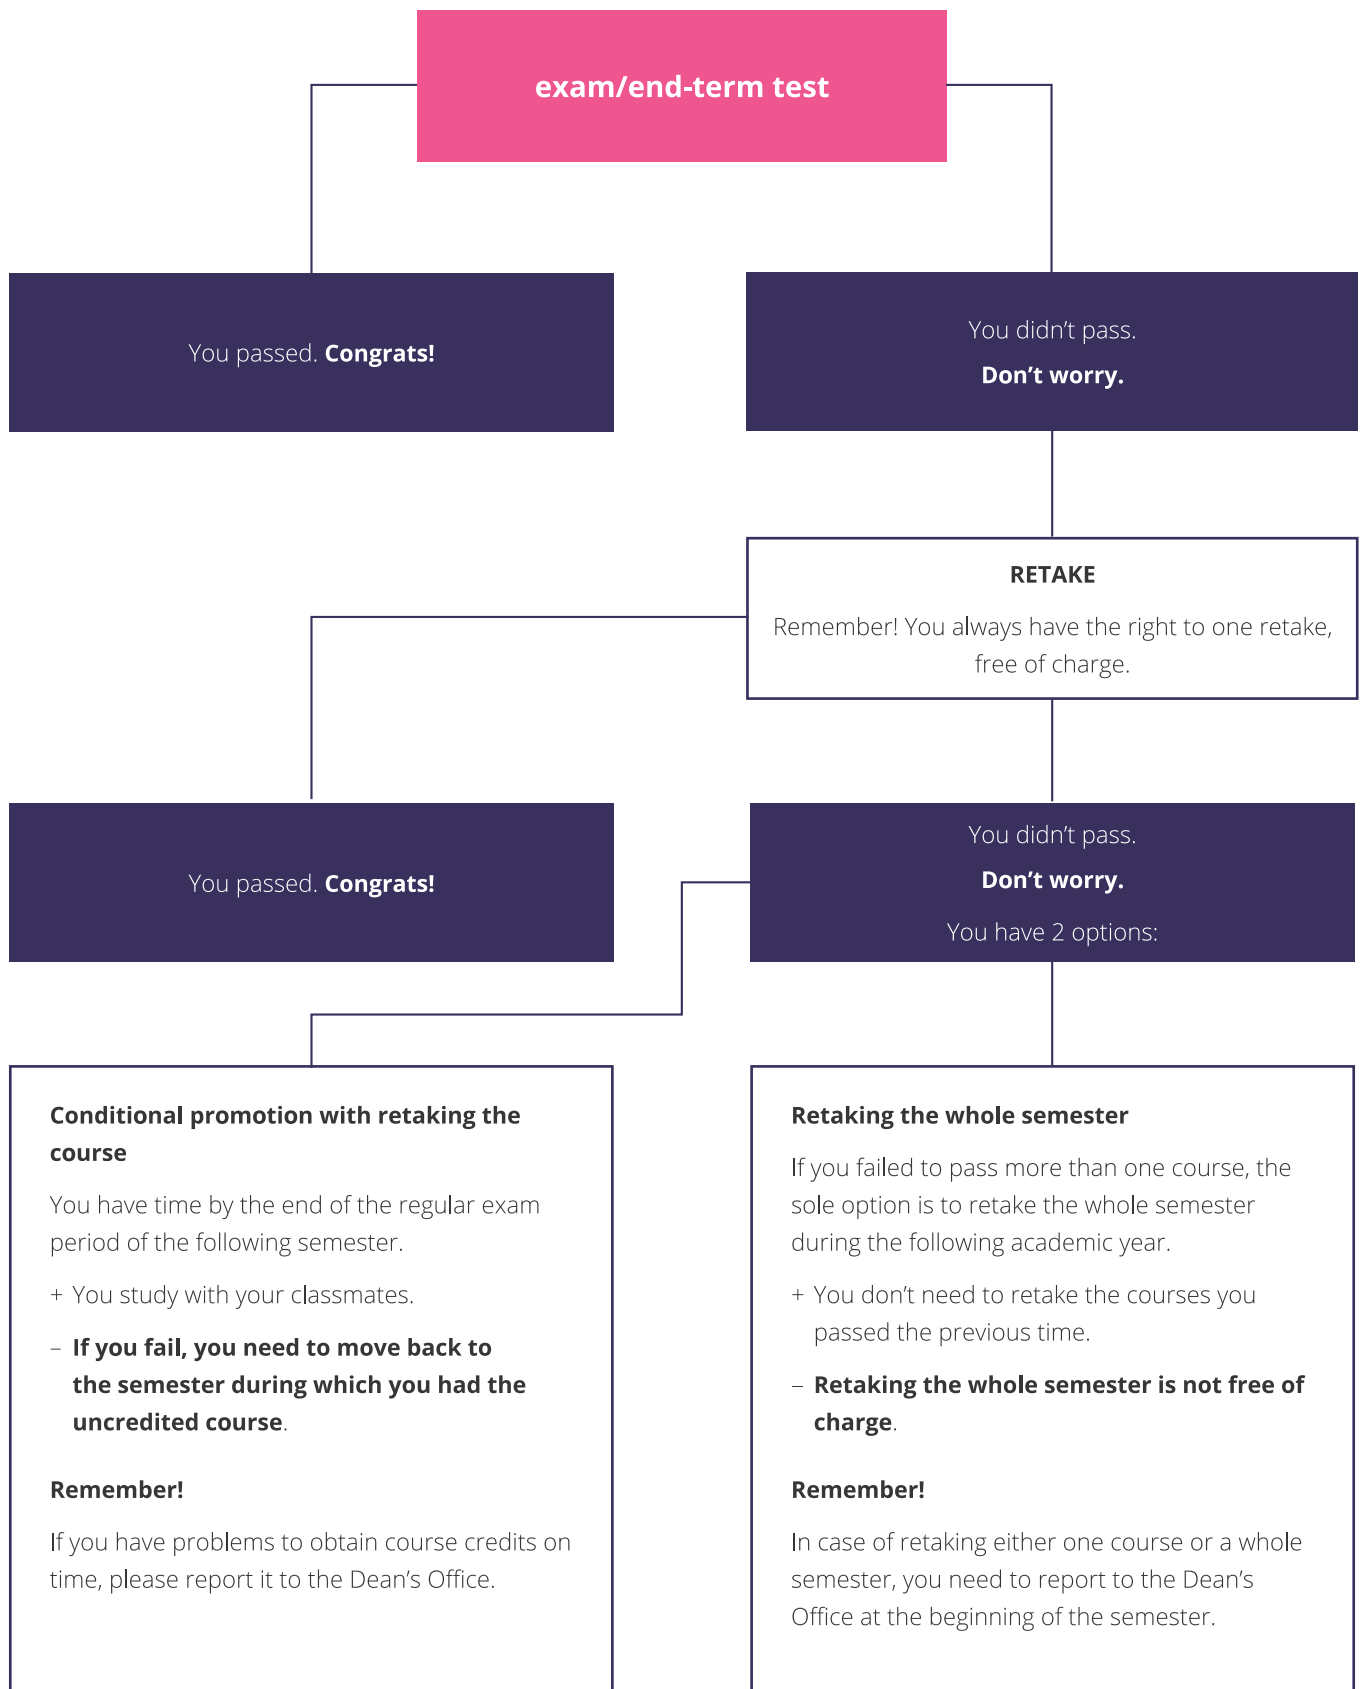 exam/end-term test
You passed. Congrats!
You didn't pass.
Don't worry.
RETAKE
Remember! You always have the right to one retake,
free of charge.
You passed. Congrats!
You didn't pass.
Don't worry.
You have 2 options:
Conditional promotion with retaking the
course
You have time by the end of the regular exam
period of the following semester.
+ You study with your classmates.
– If you fail, you need to move back to
the semester during which you had the
uncredited course.
Remember!
If you have problems to obtain course credits on
time, please report it to the Dean's Office.
Retaking the whole semester
If you failed to pass more than one course, the
sole option is to retake the whole semester
during the following academic year.
+ You don't need to retake the courses you
passed the previous time.
– Retaking the whole semester is not free of
charge.
Remember!
In case of retaking either one course or a whole
semester, you need to report to the Dean's
Office at the beginning of the semester.